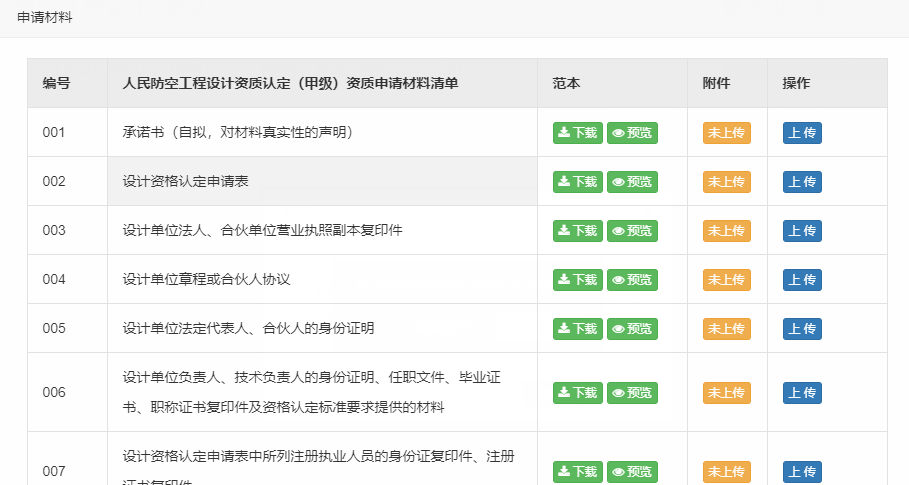 申请材料
编号 人民防空工程设计资质认定（甲级）资质申请材料清单 范本 附件 操作
001 承诺书（自拟，对材料真实性的声明） 下载 预览 未上传 上 传
002 设计资格认定申请表 下载 预览 未上传 上 传
003 设计单位法人、合伙单位营业执照副本复印件 下载 预览 未上传 上 传
004 设计单位章程或合伙人协议 下载 预览 未上传 上 传
005 设计单位法定代表人、合伙人的身份证明 下载 预览 未上传 上 传
设计单位负责人、技术负责人的身份证明、任职文件、毕业证
006 下载 预览 未上传 上 传
书、职称证书复印件及资格认定标准要求提供的材料
设计资格认定申请表中所列注册执业人员的身份证复印件、注册
007 下载 预览 未上传 上 传